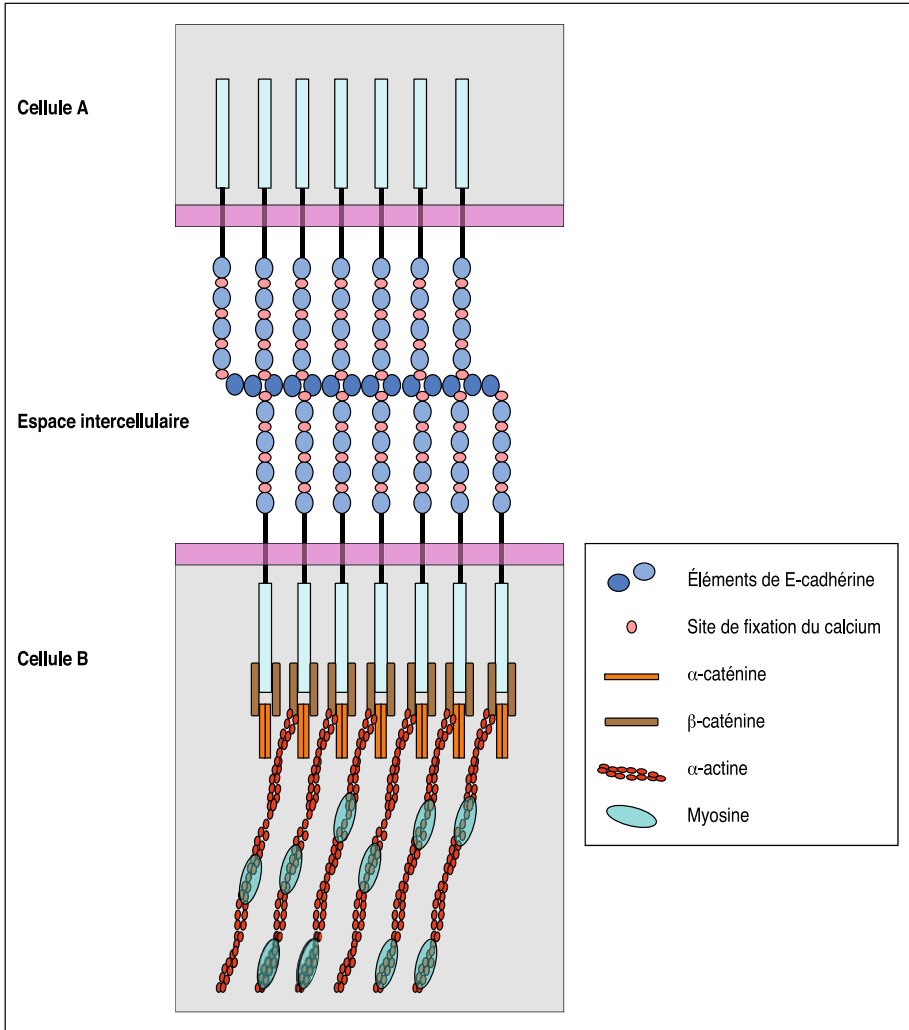 Cellule A
Espace intercellulaire
Cellule B
Éléments de E-cadhérine
Site de fixation du calcium
α-caténine
β-caténine
α-actine
Myosine